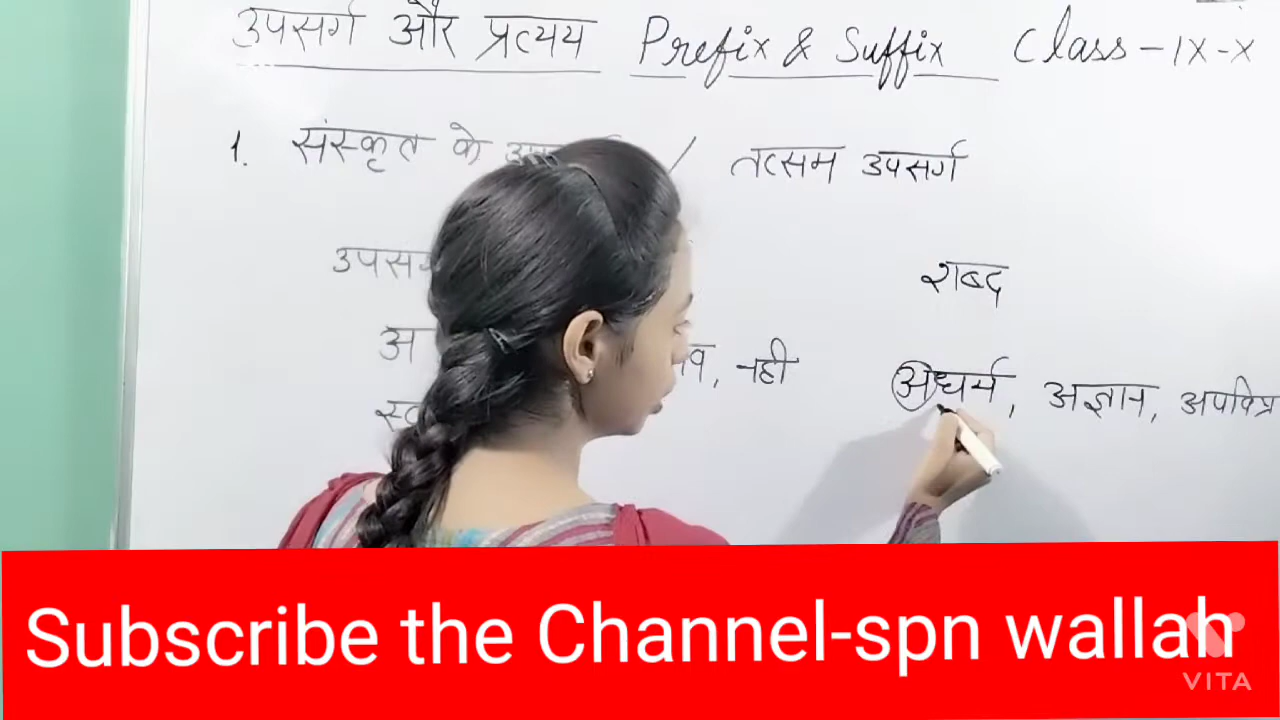 उपसर्ग और प्रत्यय Prefix & Suffix Class-IX-X
1. संस्कृत के / तत्सम उपसर्ग
शब्द
अ नही अधर्म, अज्ञान, अपवित्र
Subscribe the Channel-spn wallah
VITA